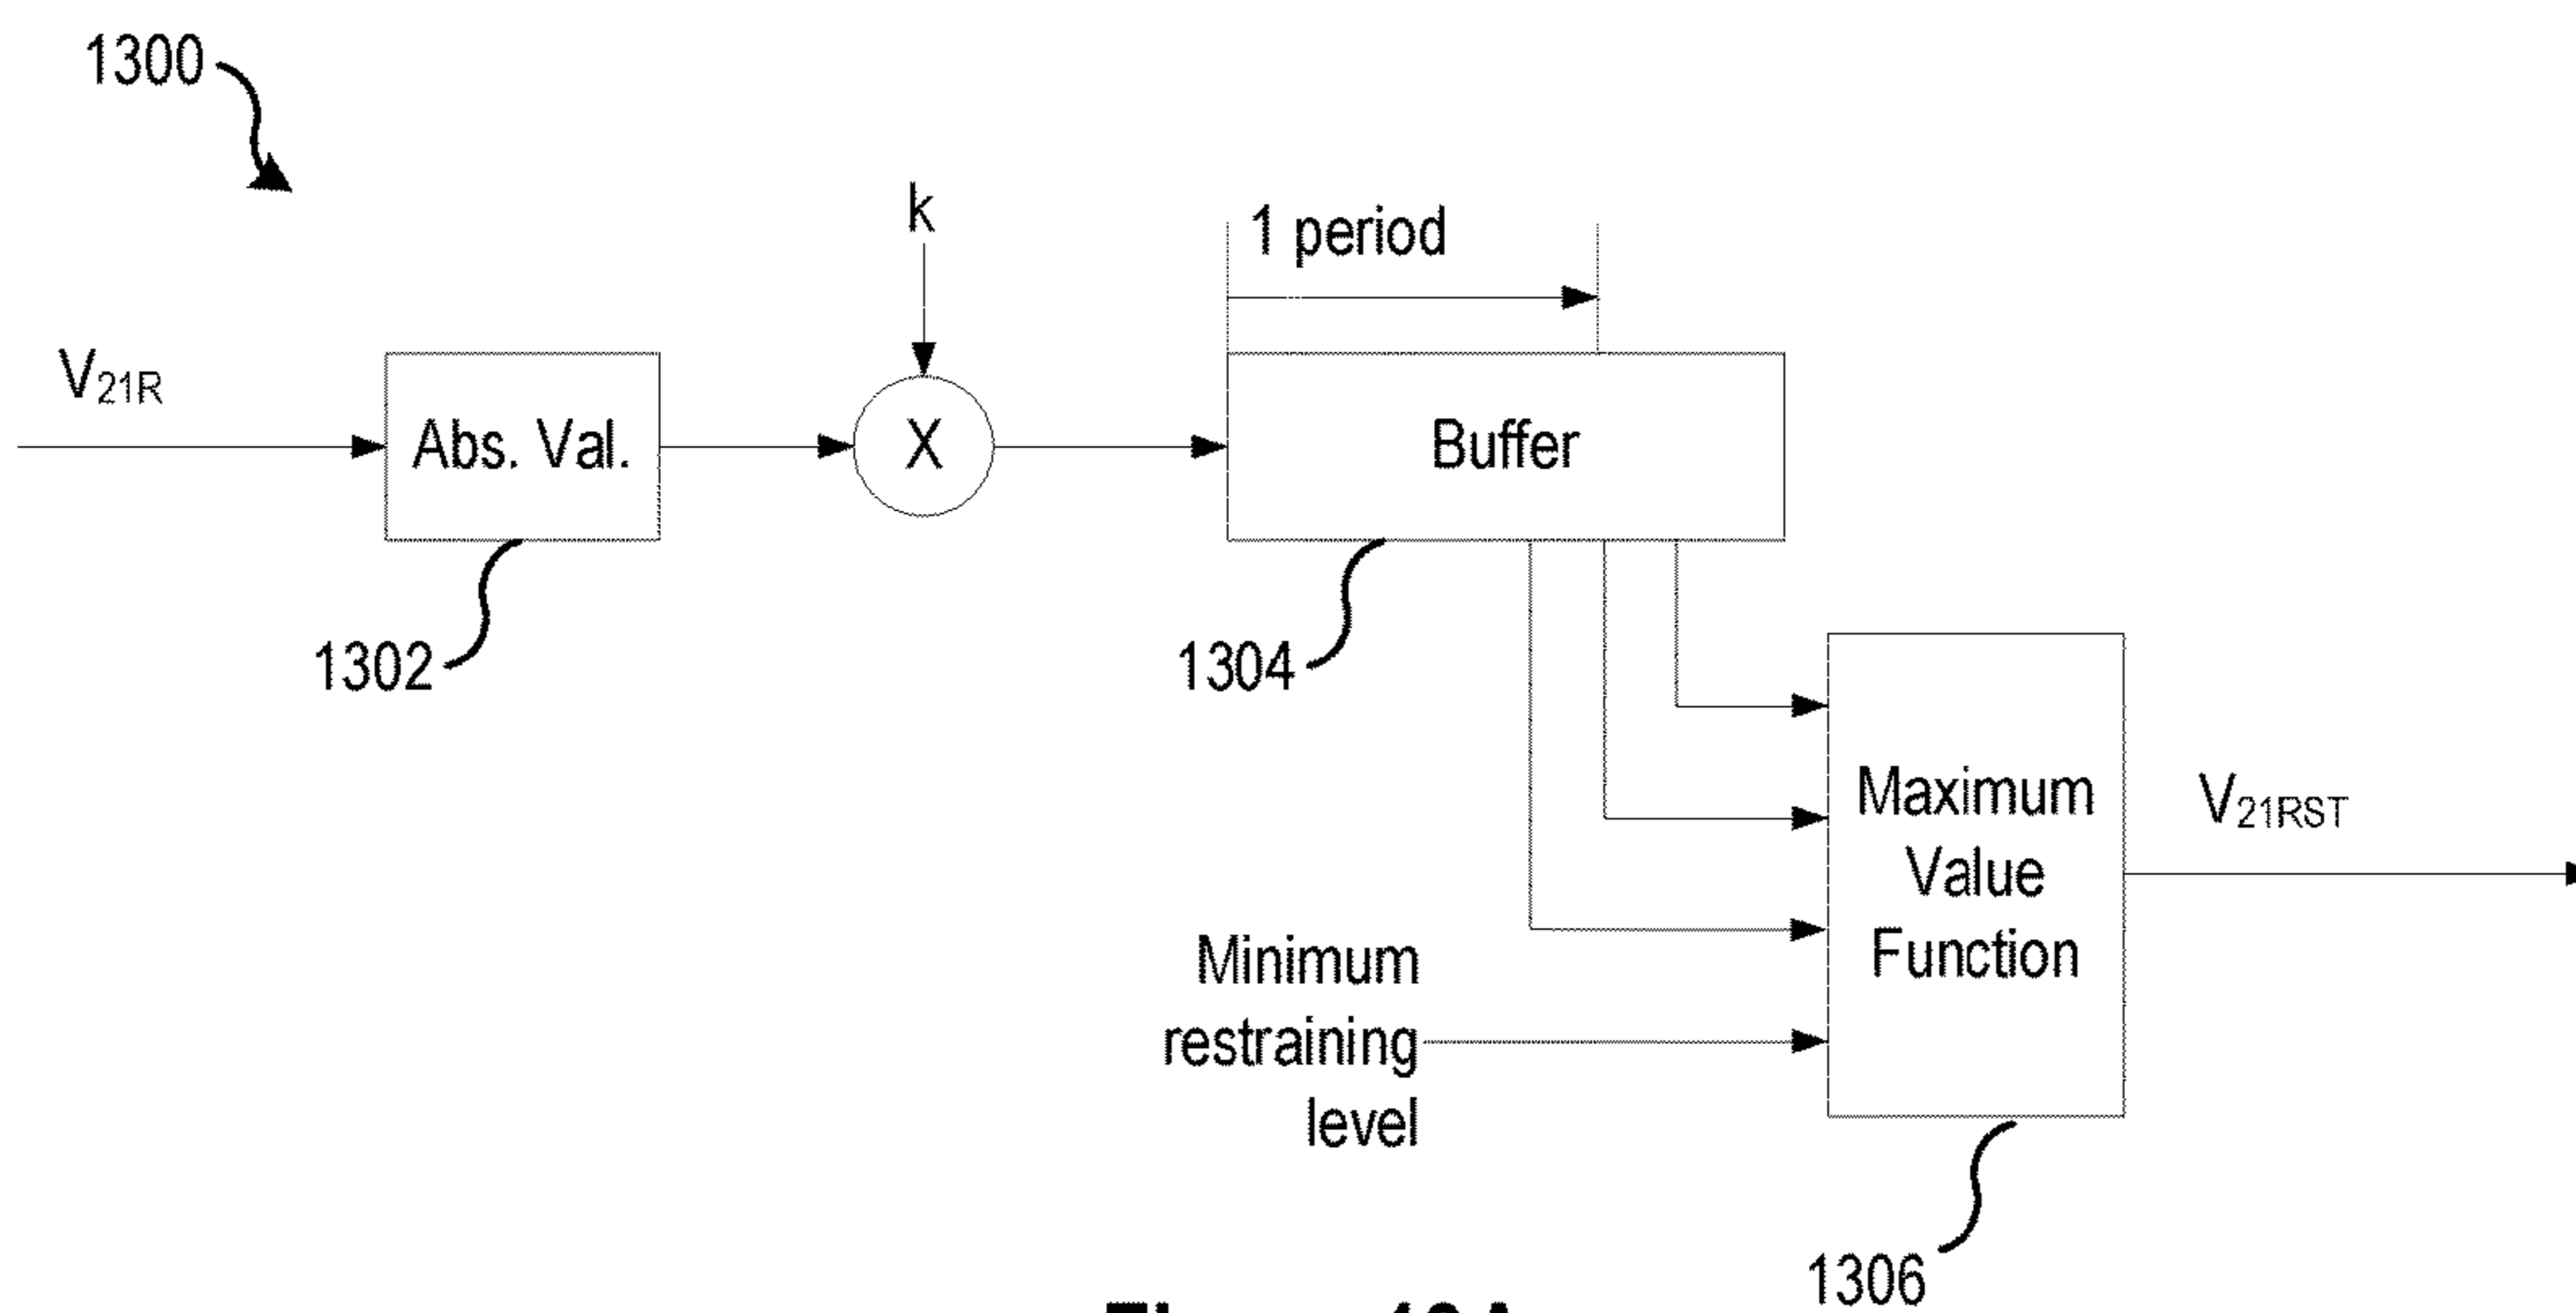 1300
k
1 period
V21R
Abs. Val.
X
Buffer
1302
1304
Maximum
Value
Function
V21RST
Minimum
restraining
level
1306